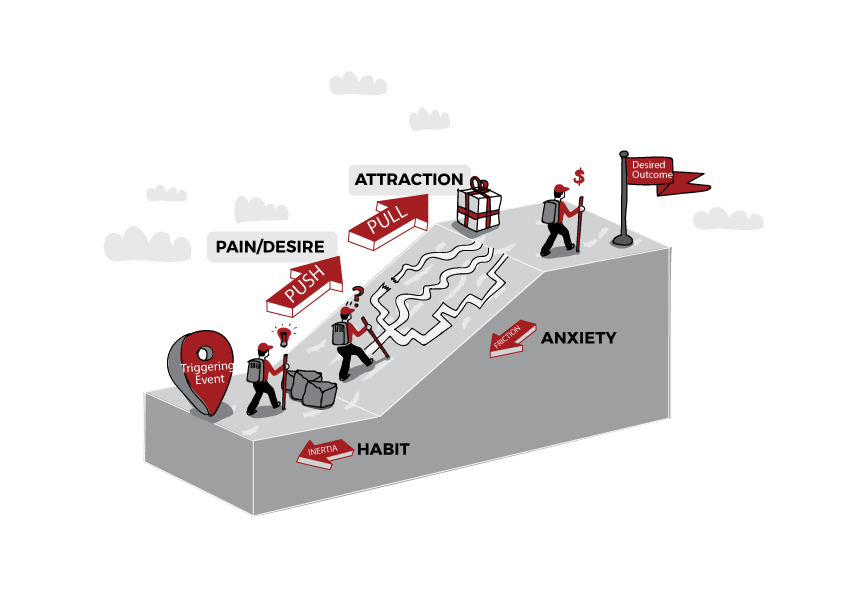 ATTRACTION
Desired
Outcome
$
PULL
PAIN/DESIRE
PUSH
?
Triggering
Event
FRICTION
ANXIETY
INERTIA
HABIT